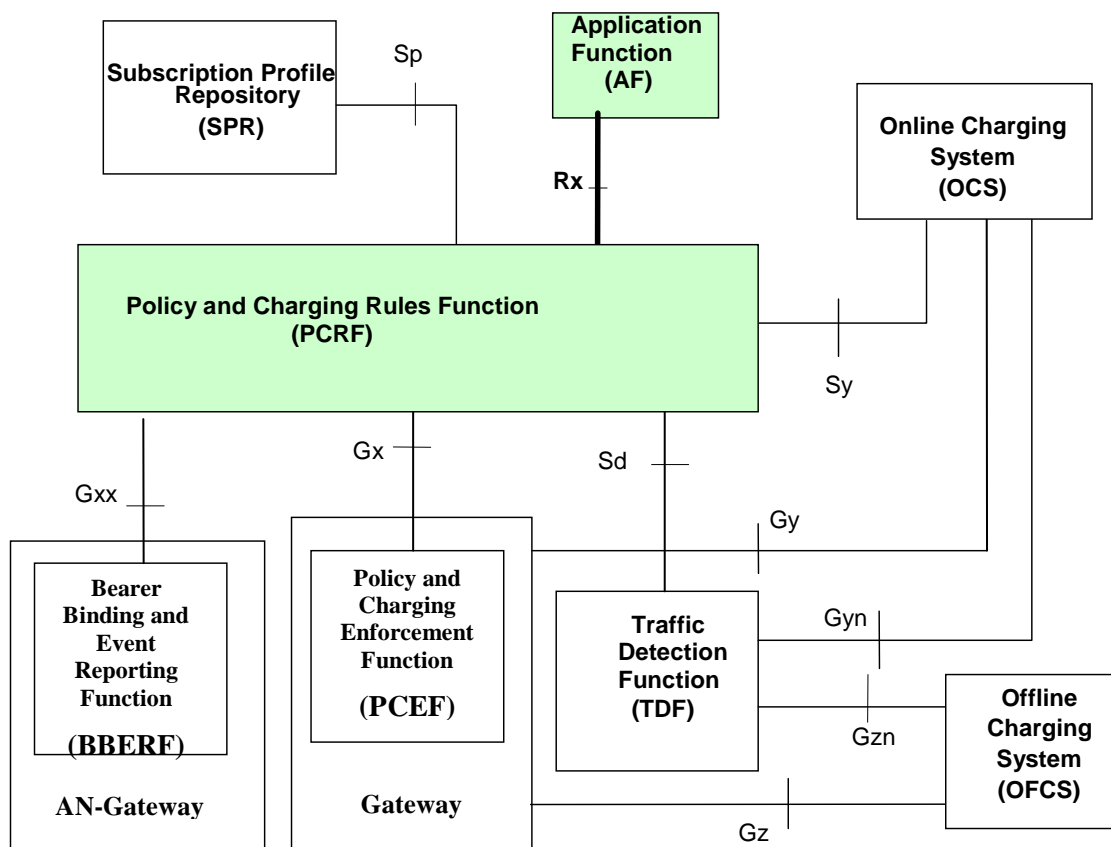 Subscription Profile
Repository
(SPR)
Sp
Application
Function
(AF)
Rx
Online Charging
System
(OCS)
Policy and Charging Rules Function
(PCRF)
Sy
Gxx
Gx
Sd
Gy
Bearer
Binding and
Event
Reporting
Function
(BBERF)
AN-Gateway
Policy and
Charging
Enforcement
Function
(PCEF)
Gateway
Traffic
Detection
Function
(TDF)
Gyn
Gzn
Gz
Offline
Charging
System
(OFCS)